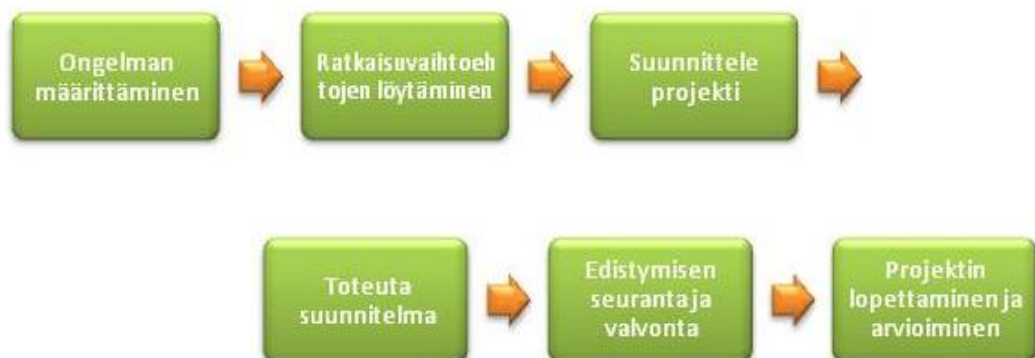 Ongelman
määrittäminen
Ratkaisuvaihtoeh
tojen löytäminen
Suunnittele
projekti
Toteuta
suunnitelma
Edistymisen
seuranta ja
valvonta
Projektin
lopettaminen ja
arvioiminen